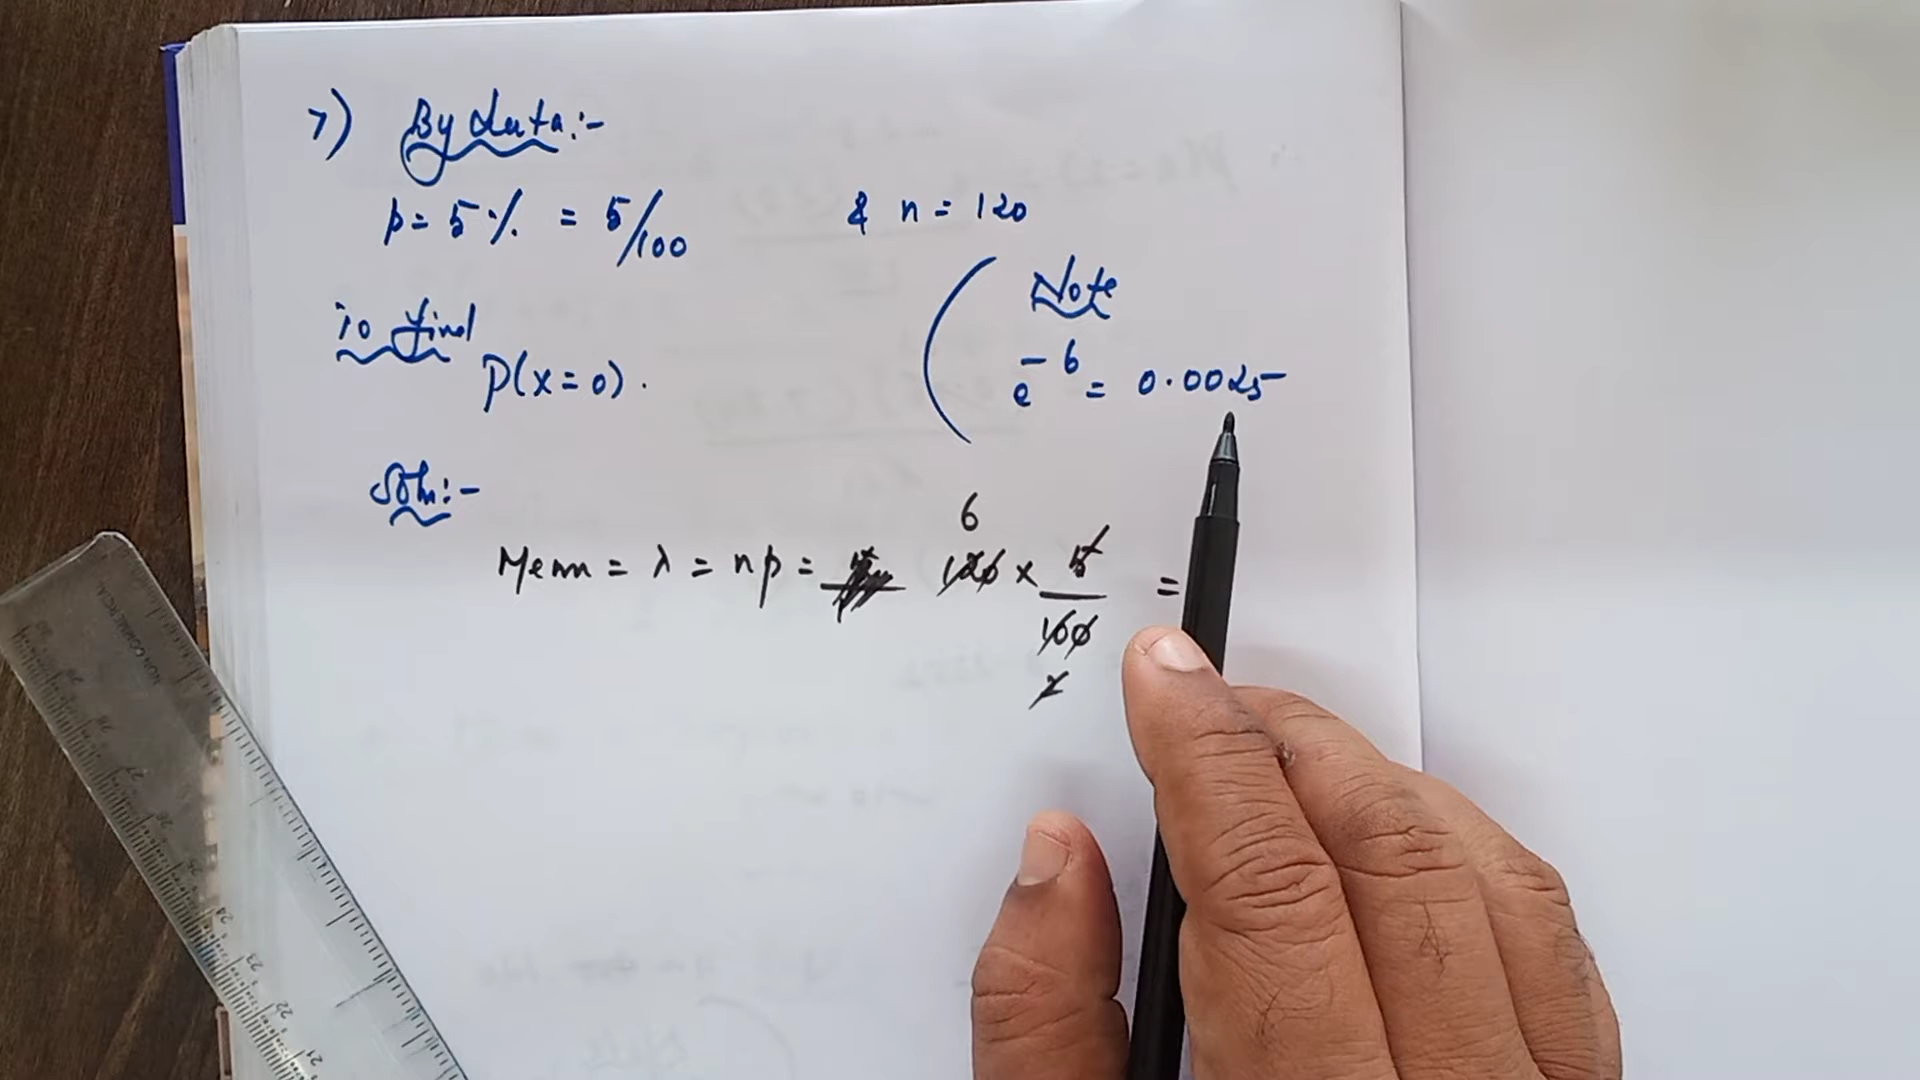 7) By data:-
p = 5% = 5/100 & n = 120
To find
P(x=0).
Note
e^-6 = 0.0025
Soln:-
Mean = λ = np = 120 × 5/100 =
6